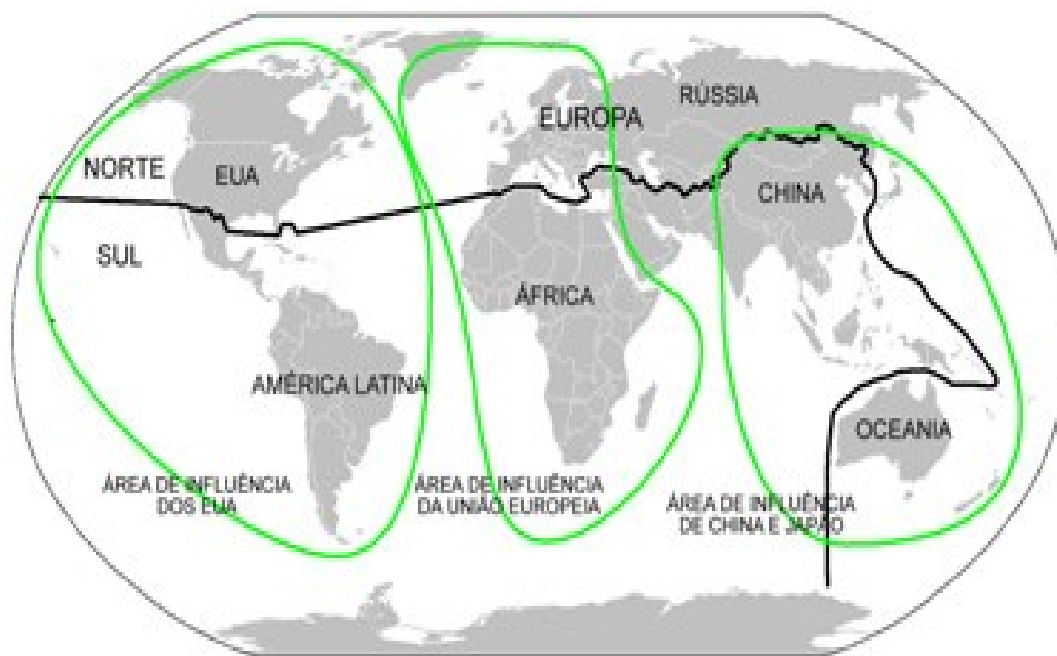 RÚSSIA
EUROPA
NORTE
EUA
CHINA
SUL
ÁFRICA
AMÉRICA LATINA
OCEANIA
ÁREA DE INFLUÊNCIA
DOS EUA
ÁREA DE INFLUÊNCIA
DA UNIÃO EUROPEIA
ÁREA DE INFLUÊNCIA
DE CHINA E JAPÃO